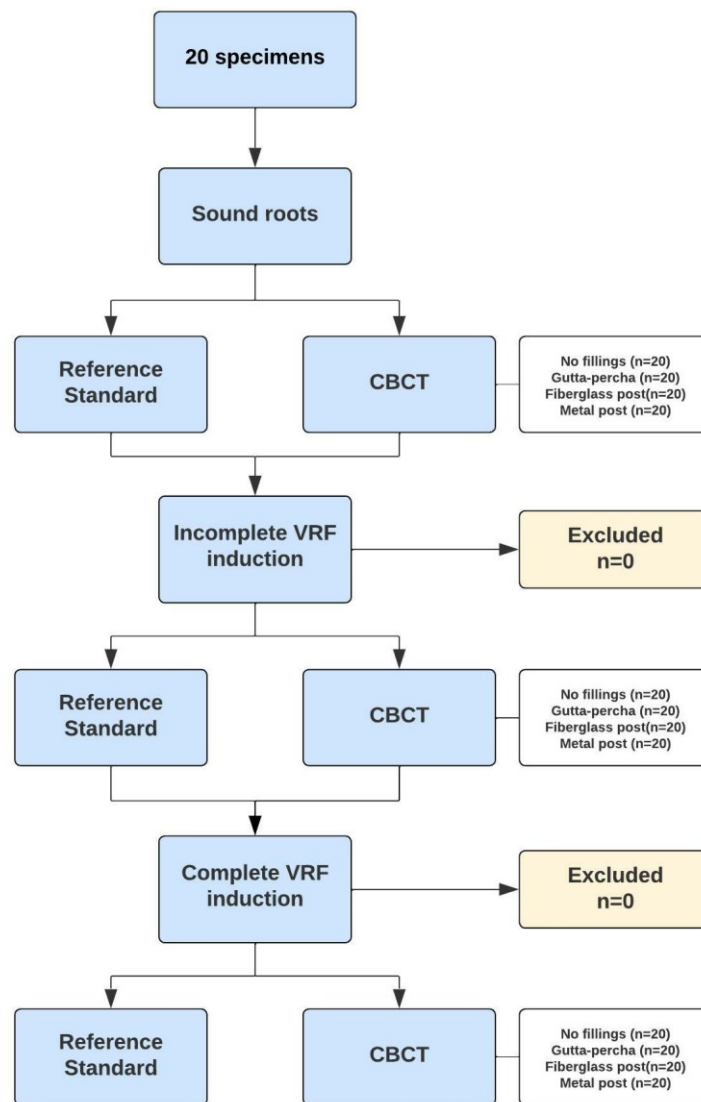 20 specimens
Sound roots
Reference
Standard
CBCT
No fillings (n=20)
Gutta-percha (n=20)
Fiberglass post(n=20)
Metal post (n=20)
Incomplete VRF
induction
Excluded
n=0
Reference
Standard
CBCT
No fillings (n=20)
Gutta-percha (n=20)
Fiberglass post(n=20)
Metal post (n=20)
Complete VRF
induction
Excluded
n=0
Reference
Standard
CBCT
No fillings (n=20)
Gutta-percha (n=20)
Fiberglass post(n=20)
Metal post (n=20)